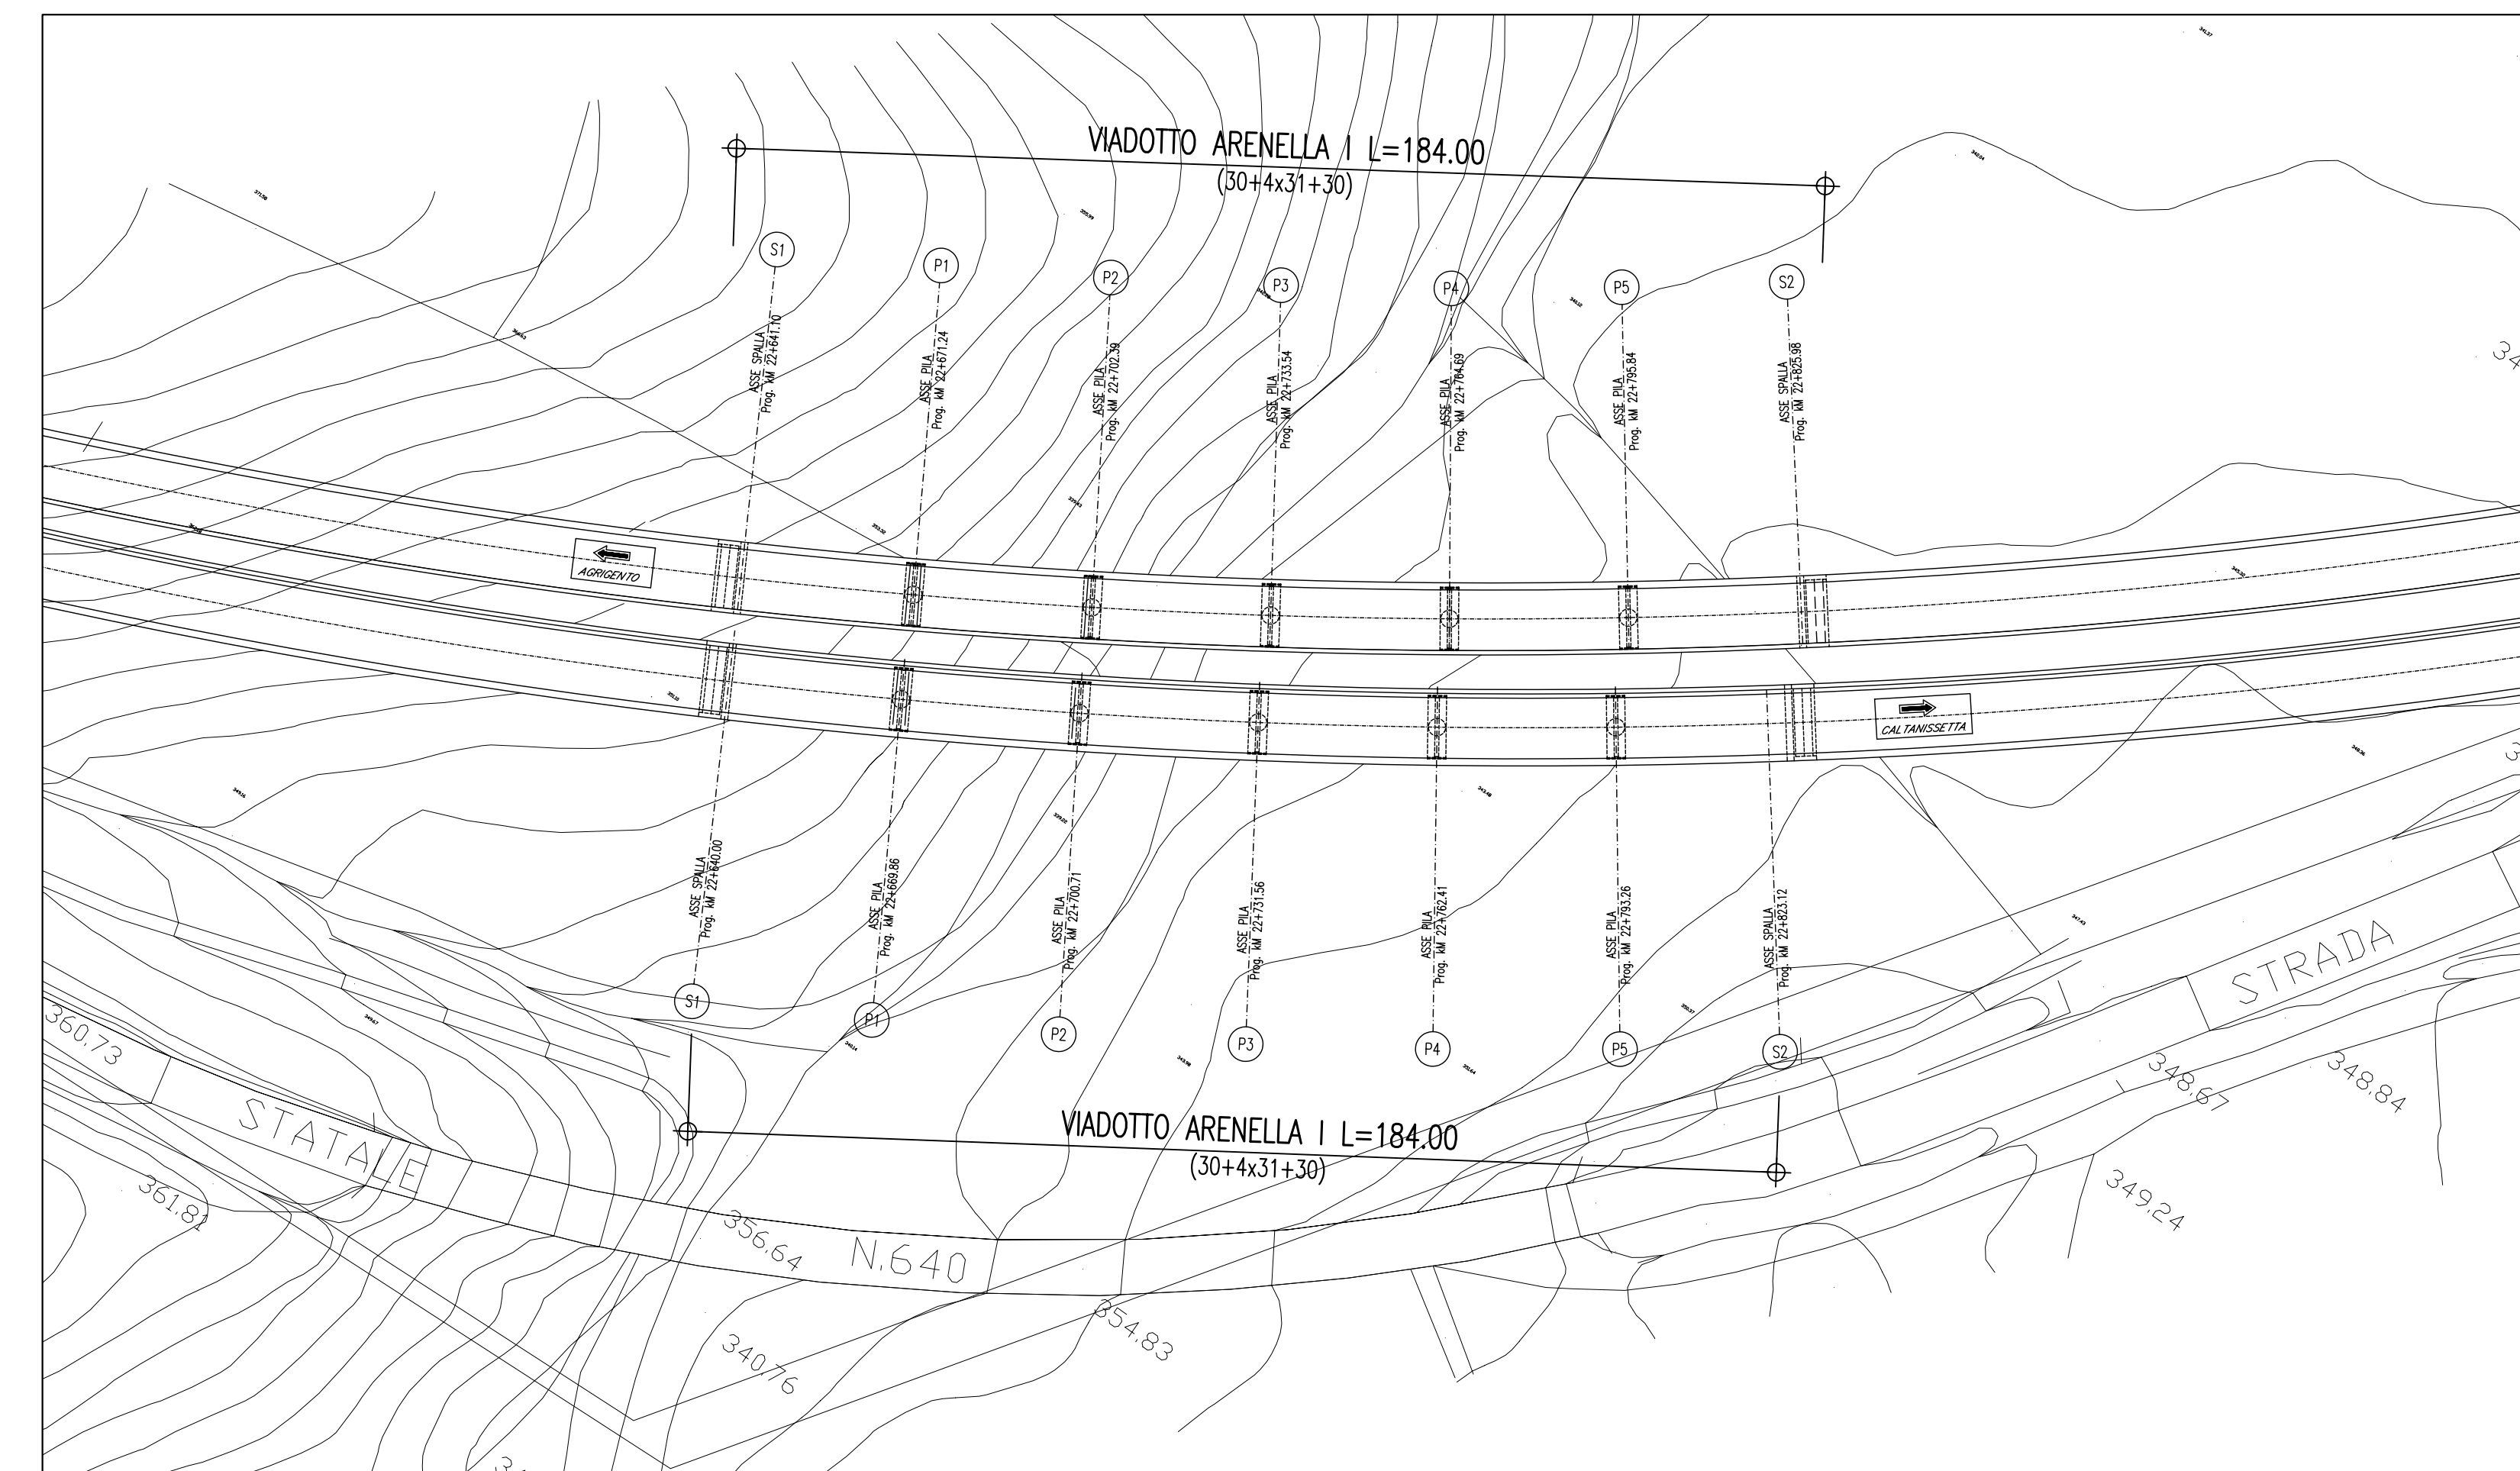 VIADOTTO ARENELLA I L=184.00
(30+4x31+30)
S1
P1
P2
P3
P4
P5
S2
ASSE SPALLA
Prog. kM 22+641.10
ASSE PILA
Prog. kM 22+671.24
ASSE PILA
Prog. kM 22+702.39
ASSE PILA
Prog. kM 22+733.54
ASSE PILA
Prog. kM 22+764.69
ASSE PILA
Prog. kM 22+795.84
ASSE SPALLA
Prog. kM 22+825.98
AGRIGENTO
CALTANISSETTA
ASSE SPALLA
Prog. kM 22+640.00
ASSE PILA
Prog. kM 22+669.86
ASSE PILA
Prog. kM 22+700.71
ASSE PILA
Prog. kM 22+731.56
ASSE PILA
Prog. kM 22+762.41
ASSE PILA
Prog. kM 22+793.26
ASSE SPALLA
Prog. kM 22+823.12
S1
P1
P2
P3
P4
P5
S2
VIADOTTO ARENELLA I L=184.00
(30+4x31+30)
STRADA
STATALE
N.640
360.73
361.81
356.64
340.76
354.83
348.67
348.84
349.24